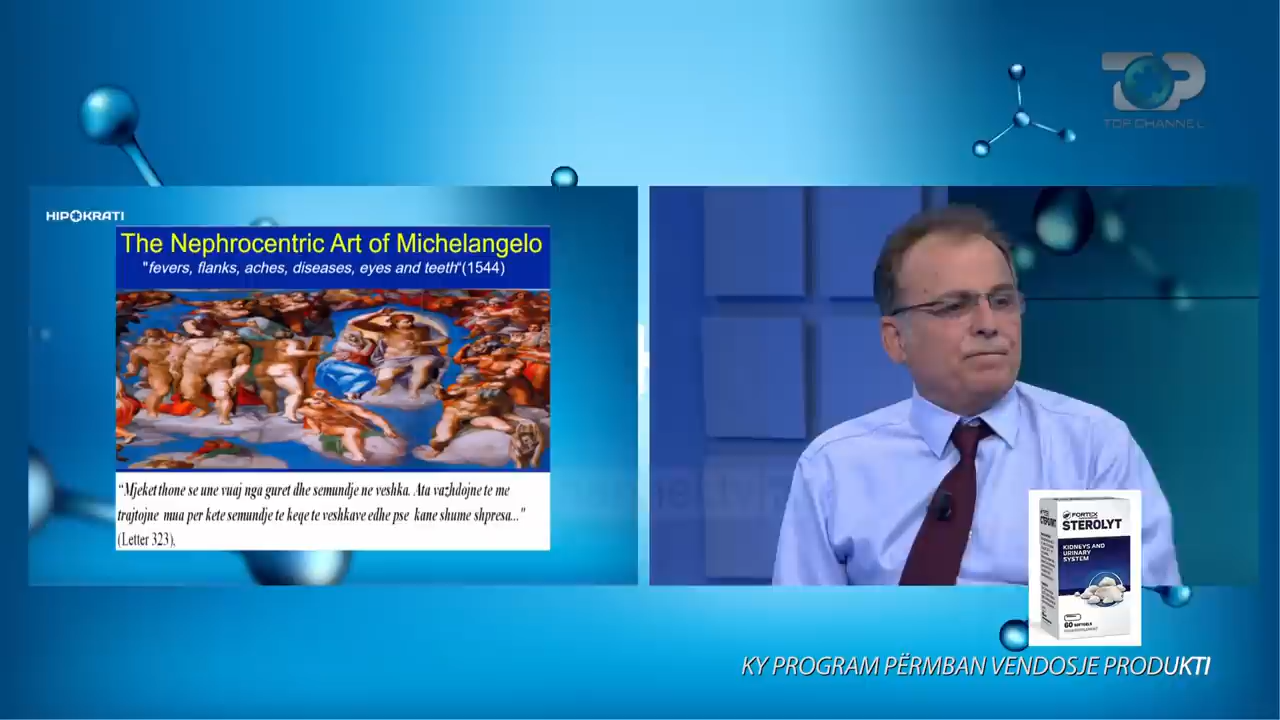 TOP CHANNEL
HIPOKRATI
The Nephrocentric Art of Michelangelo
"fevers, flanks, aches, diseases, eyes and teeth"(1544)
“Mjeket thone se une vuaj nga guret dhe semundje ne veshka. Ata vazhdojne te me
trajtojne mua per kete semundje te keqe te veshkave edhe pse kane shume shpresa..."
(Letter 323).
FORTEX
STEROLYT
KIDNEYS AND
URINARY
SYSTEM
60 SOFTGELS
KY PROGRAM PËRMBAN VENDOSJE PRODUKTI